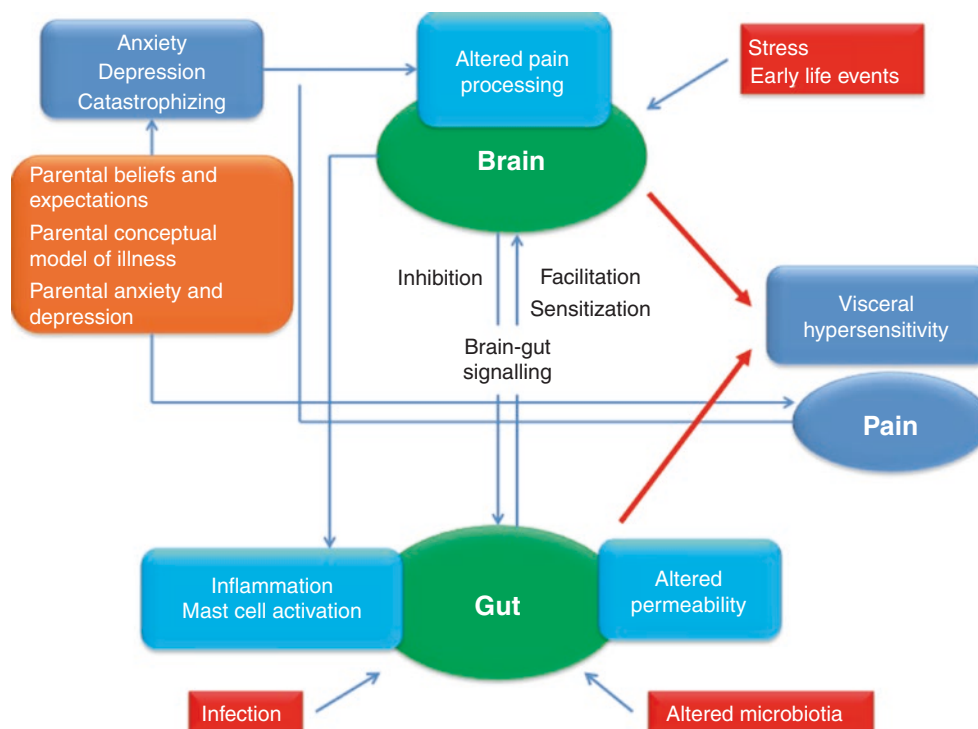 Anxiety
Depression
Catastrophizing
Altered pain
processing
Stress
Early life events
Brain
Parental beliefs and
expectations
Parental conceptual
model of illness
Parental anxiety and
depression
Inhibition
Facilitation
Sensitization
Brain-gut
signalling
Visceral
hypersensitivity
Pain
Inflammation
Mast cell activation
Gut
Altered
permeability
Infection
Altered microbiotia